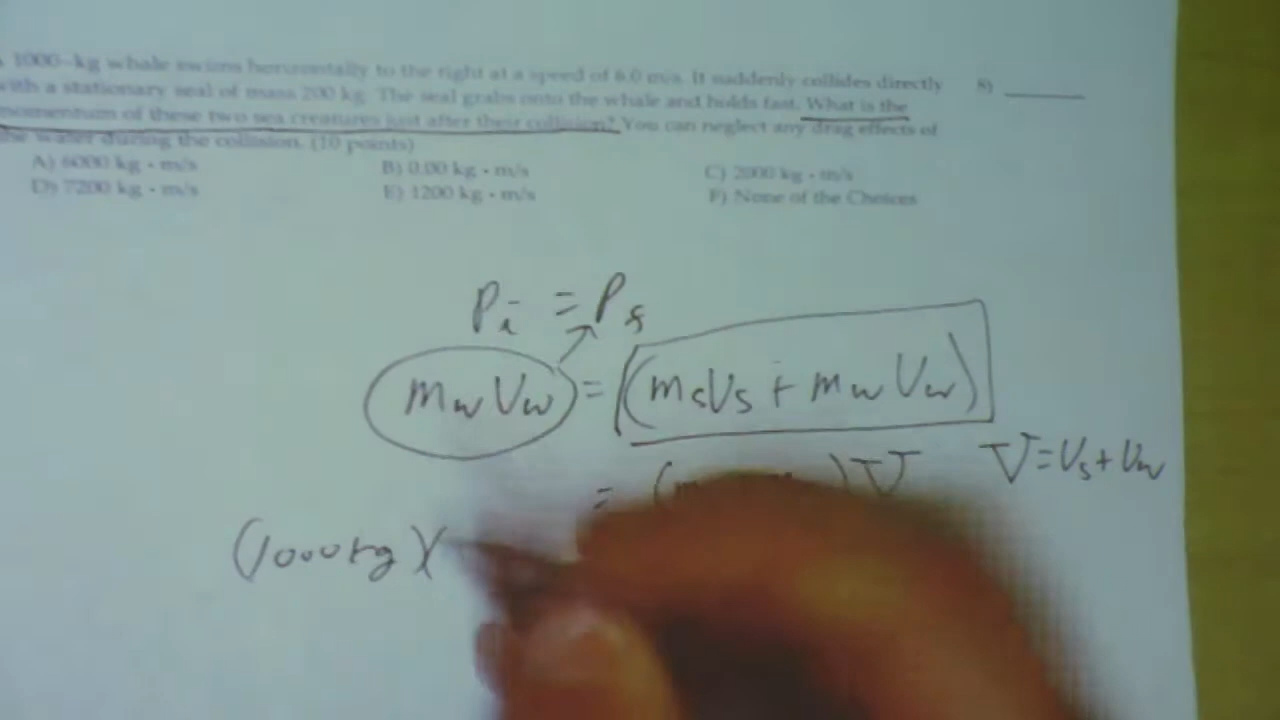 1000-kg whale swims horizontally to the right at a speed of 6.0 m/s. It suddenly collides directly 8) ______
with a stationary seal of mass 200 kg. The seal grabs onto the whale and holds fast. What is the
momentum of these two sea creatures just after their collision? You can neglect any drag effects of
the water during the collision. (10 points)
A) 6000 kg · m/s B) 0.00 kg · m/s C) 2000 kg · m/s
D) 7200 kg · m/s E) 1200 kg · m/s F) None of the Choices
Pi = Pf
mwVw = (msVs + mwVw)
= (m ) V V = Vs + Vw
(1000kg)(